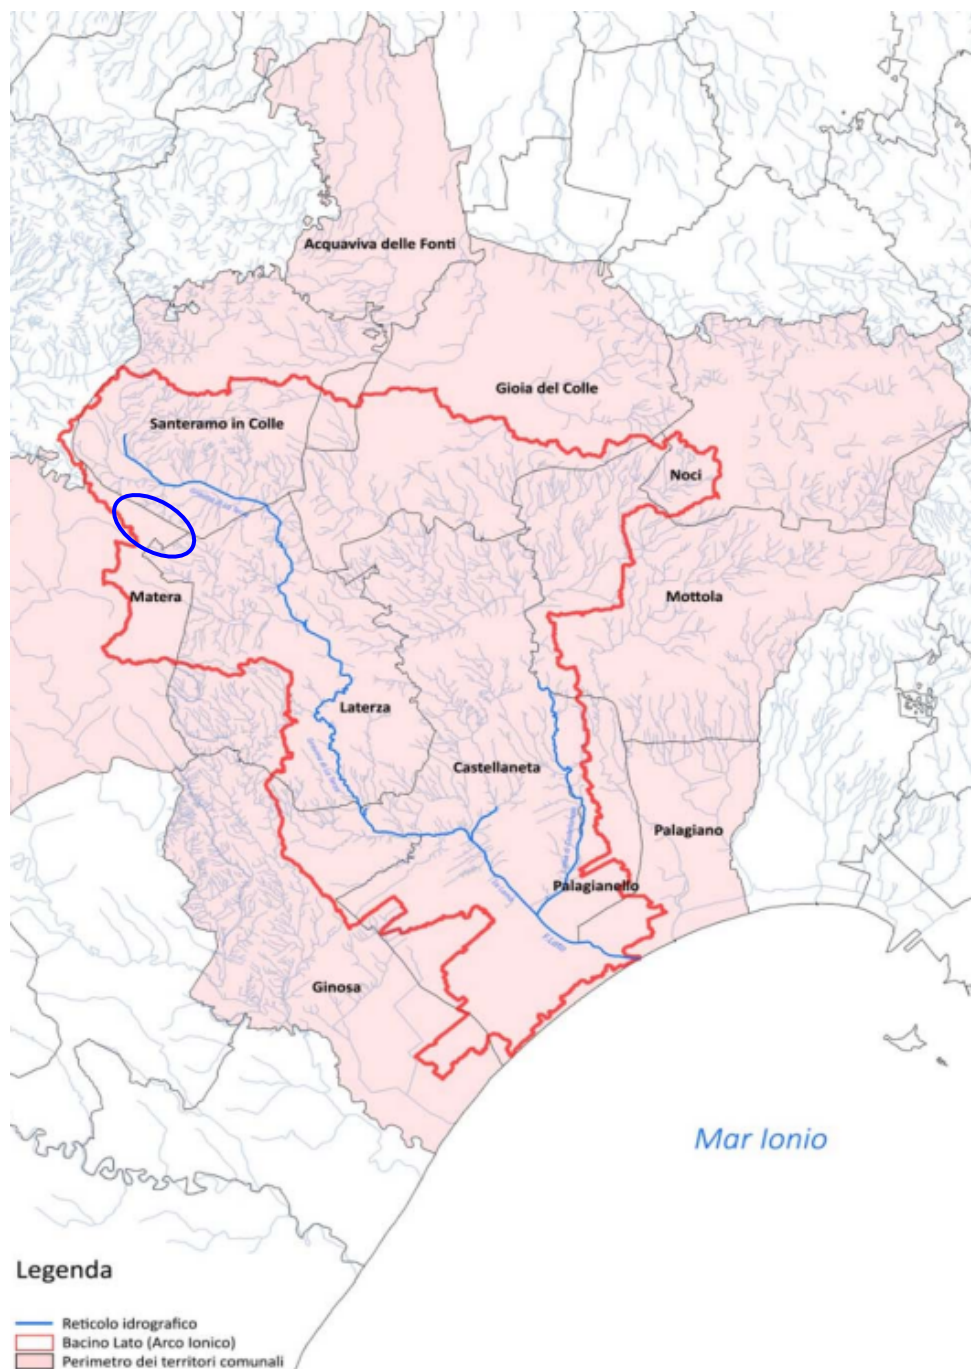 Acquaviva delle Fonti
Gioia del Colle
Santeramo in Colle
Noci
Matera
Mottola
Laterza
Castellaneta
Palagiano
Palagianello
F. Lato
Ginosa
Mar Ionio
Legenda
Reticolo idrografico
Bacino Lato (Arco Ionico)
Perimetro dei territori comunali